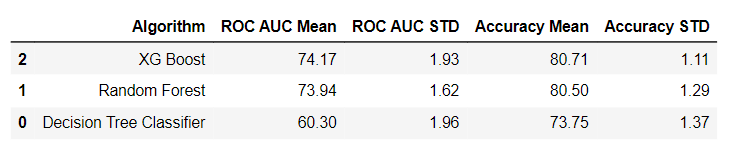 Algorithm ROC AUC Mean ROC AUC STD Accuracy Mean Accuracy STD
2 XG Boost 74.17 1.93 80.71 1.11
1 Random Forest 73.94 1.62 80.50 1.29
0 Decision Tree Classifier 60.30 1.96 73.75 1.37